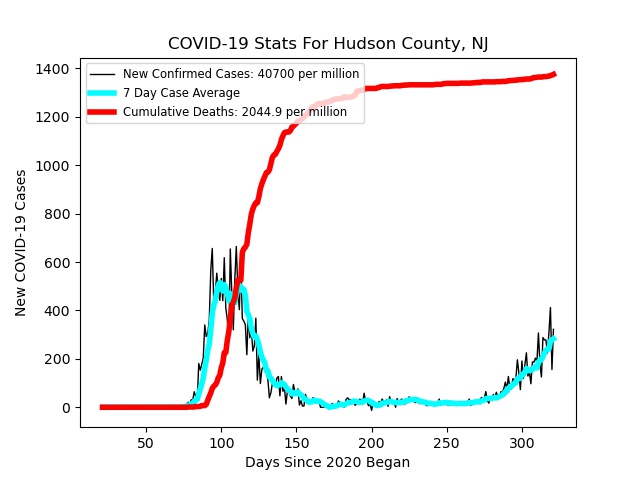 COVID-19 Stats For Hudson County, NJ
New Confirmed Cases: 40700 per million
7 Day Case Average
Cumulative Deaths: 2044.9 per million
New COVID-19 Cases
1400
1200
1000
800
600
400
200
0
50 100 150 200 250 300
Days Since 2020 Began